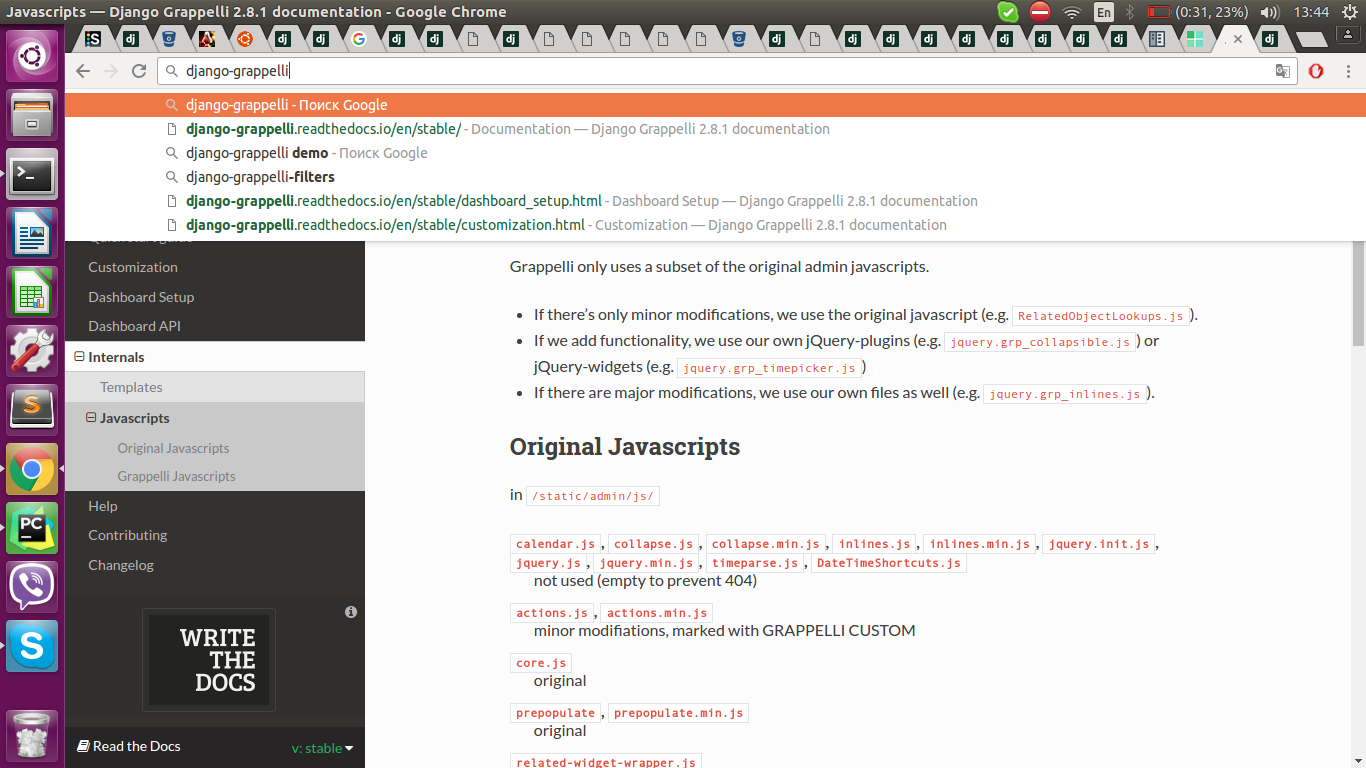 Javascripts — Django Grappelli 2.8.1 documentation - Google Chrome
En
(0:31, 23%)
13:44
django-grappelli
django-grappelli - Поиск Google
django-grappelli.readthedocs.io/en/stable/ - Documentation — Django Grappelli 2.8.1 documentation
django-grappelli demo - Поиск Google
django-grappelli-filters
django-grappelli.readthedocs.io/en/stable/dashboard_setup.html - Dashboard Setup — Django Grappelli 2.8.1 documentation
django-grappelli.readthedocs.io/en/stable/customization.html - Customization — Django Grappelli 2.8.1 documentation
Customization
Dashboard Setup
Dashboard API
Internals
Templates
Javascripts
Original Javascripts
Grappelli Javascripts
Help
Contributing
Changelog
WRITE
THE
DOCS
Read the Docs
v: stable
Grappelli only uses a subset of the original admin javascripts.
If there's only minor modifications, we use the original javascript (e.g. RelatedObjectLookups.js).
If we add functionality, we use our own jQuery-plugins (e.g. jquery.grp_collapsible.js) or
jQuery-widgets (e.g. jquery.grp_timepicker.js)
If there are major modifications, we use our own files as well (e.g. jquery.grp_inlines.js).
Original Javascripts
in /static/admin/js/
calendar.js, collapse.js, collapse.min.js, inlines.js, inlines.min.js, jquery.init.js,
jquery.js, jquery.min.js, timeparse.js, DateTimeShortcuts.js
not used (empty to prevent 404)
actions.js, actions.min.js
minor modifiations, marked with GRAPPELLI CUSTOM
core.js
original
prepopulate, prepopulate.min.js
original
related-widget-wrapper.js